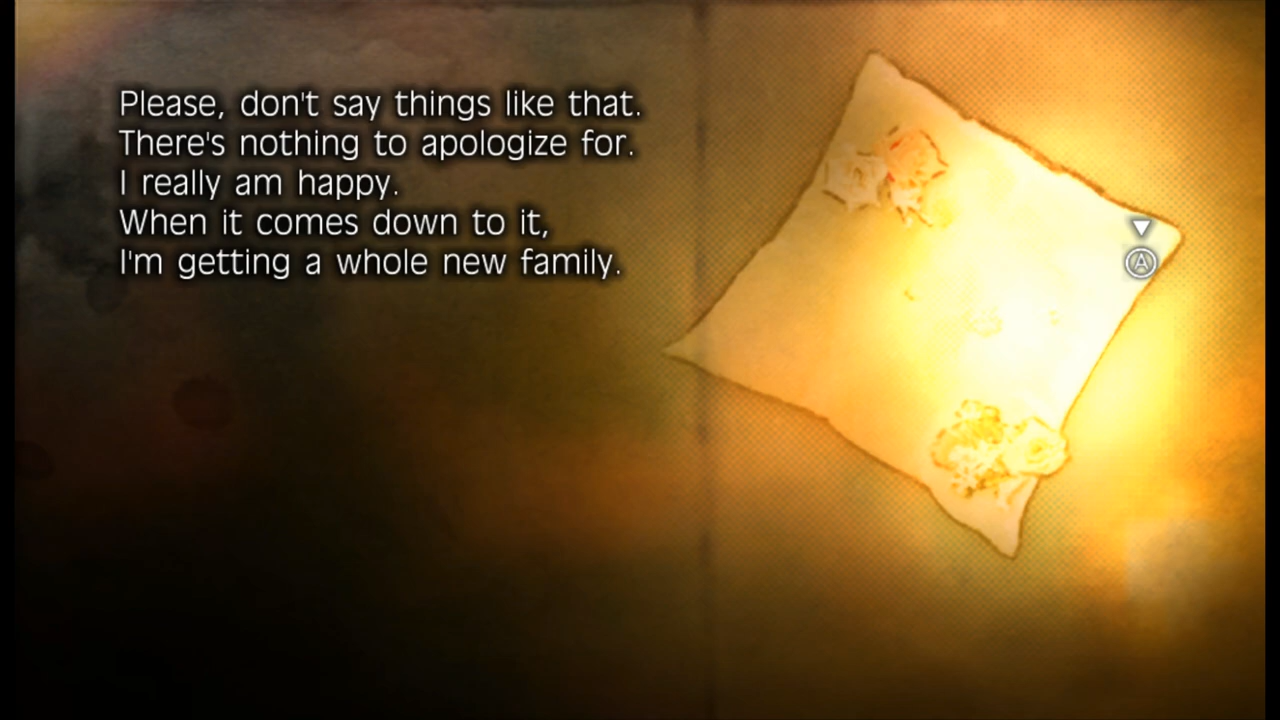 Please, don't say things like that.
There's nothing to apologize for.
I really am happy.
When it comes down to it,
I'm getting a whole new family.
A